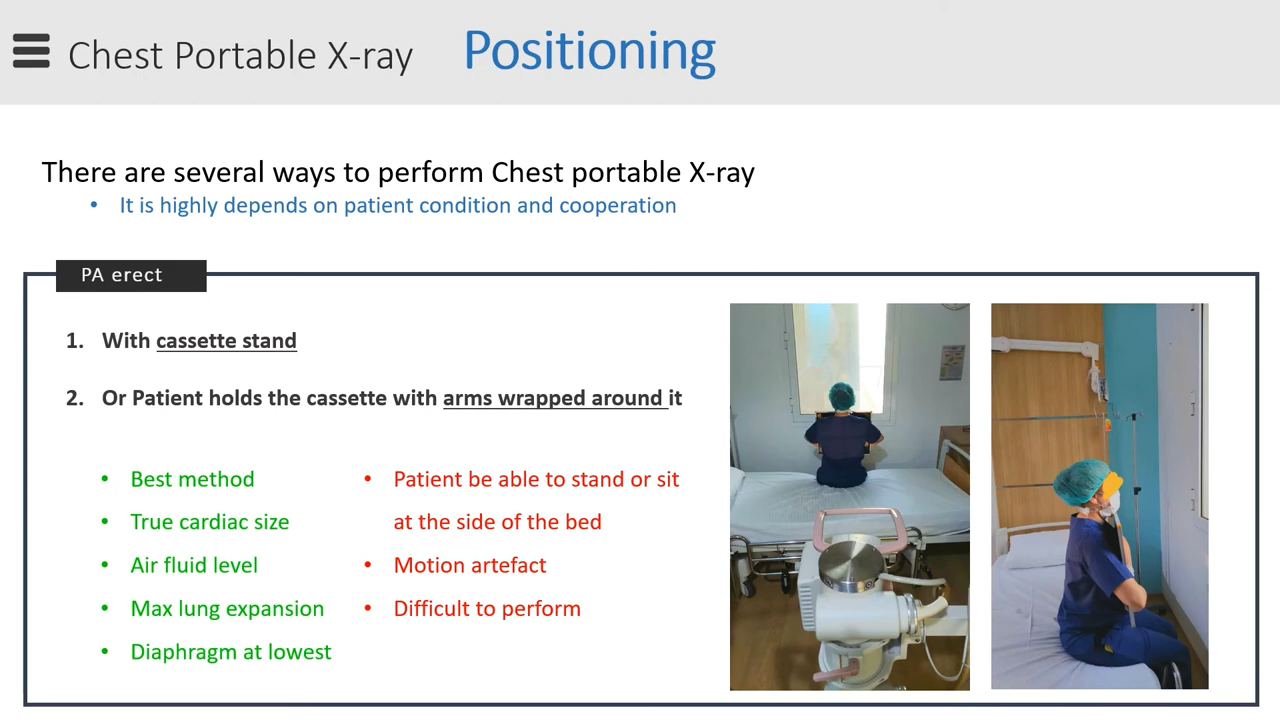 Chest Portable X-ray Positioning
There are several ways to perform Chest portable X-ray
• It is highly depends on patient condition and cooperation
PA erect
1. With cassette stand
2. Or Patient holds the cassette with arms wrapped around it
• Best method
• True cardiac size
• Air fluid level
• Max lung expansion
• Diaphragm at lowest
• Patient be able to stand or sit
at the side of the bed
• Motion artefact
• Difficult to perform